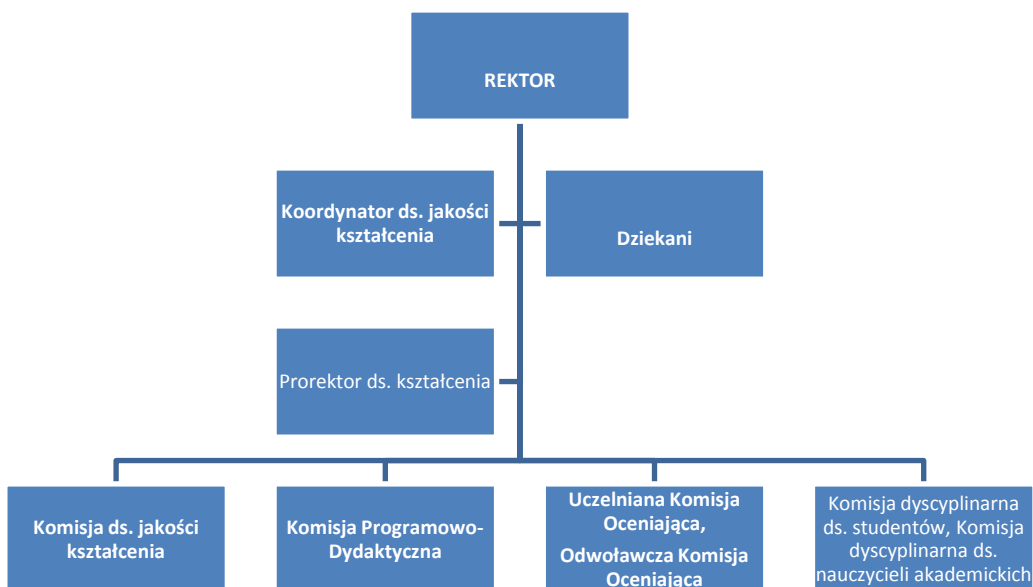 REKTOR
Koordynator ds. jakości
kształcenia
Dziekani
Prorektor ds. kształcenia
Komisja ds. jakości
kształcenia
Komisja Programowo-
Dydaktyczna
Uczelniana Komisja
Oceniająca,
Odwoławcza Komisja
Oceniająca
Komisja dyscyplinarna
ds. studentów, Komisja
dyscyplinarna ds.
nauczycieli akademickich